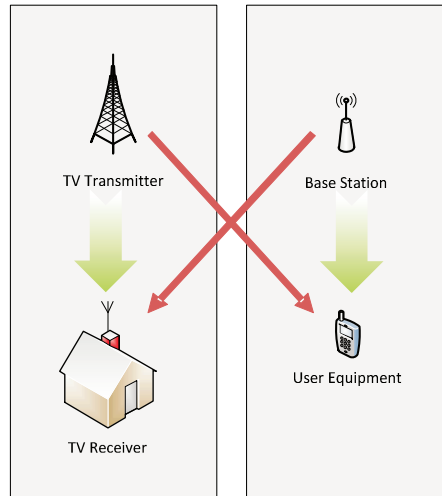 TV Transmitter
Base Station
User Equipment
TV Receiver